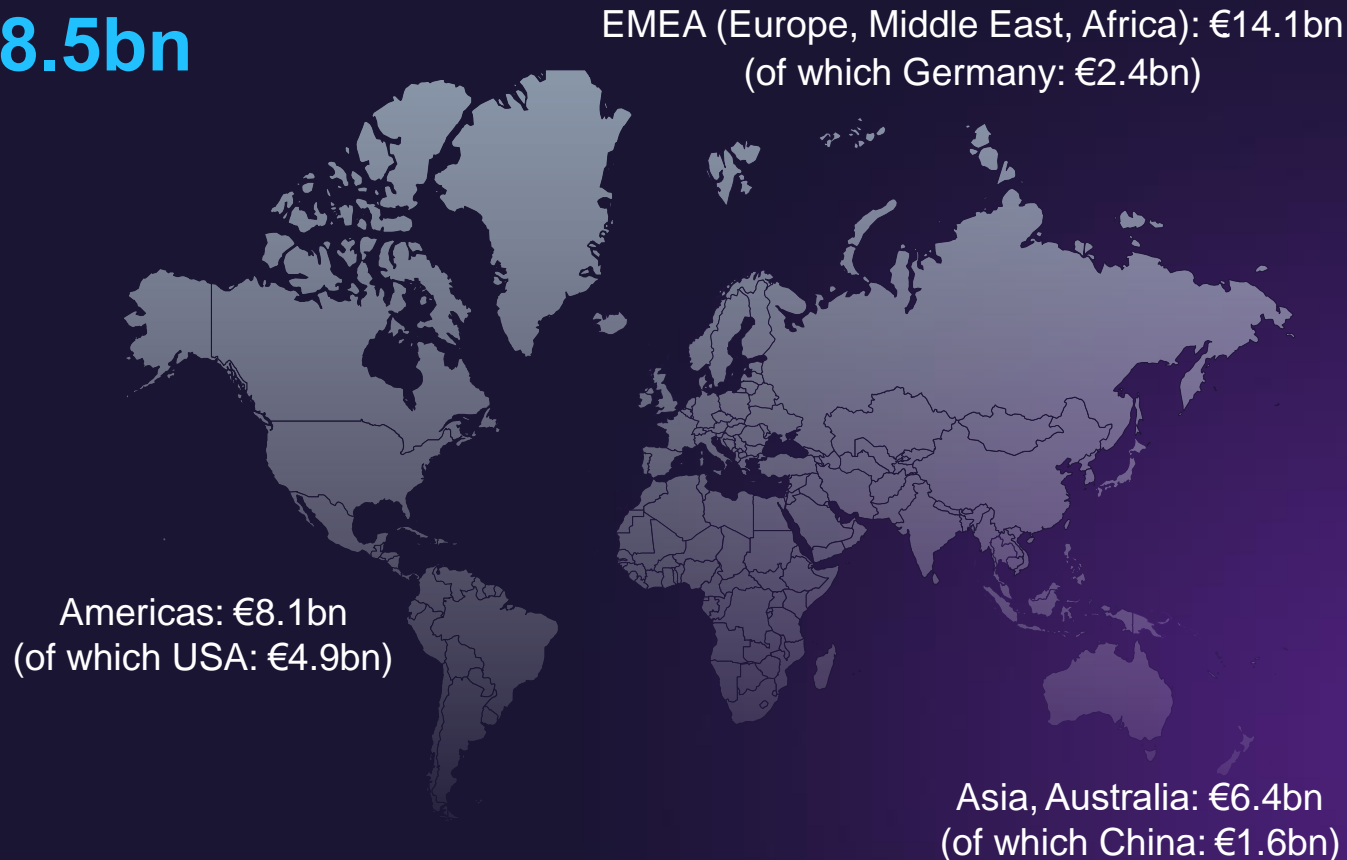 8.5bn
EMEA (Europe, Middle East, Africa): €14.1bn
(of which Germany: €2.4bn)
Americas: €8.1bn
(of which USA: €4.9bn)
Asia, Australia: €6.4bn
(of which China: €1.6bn)